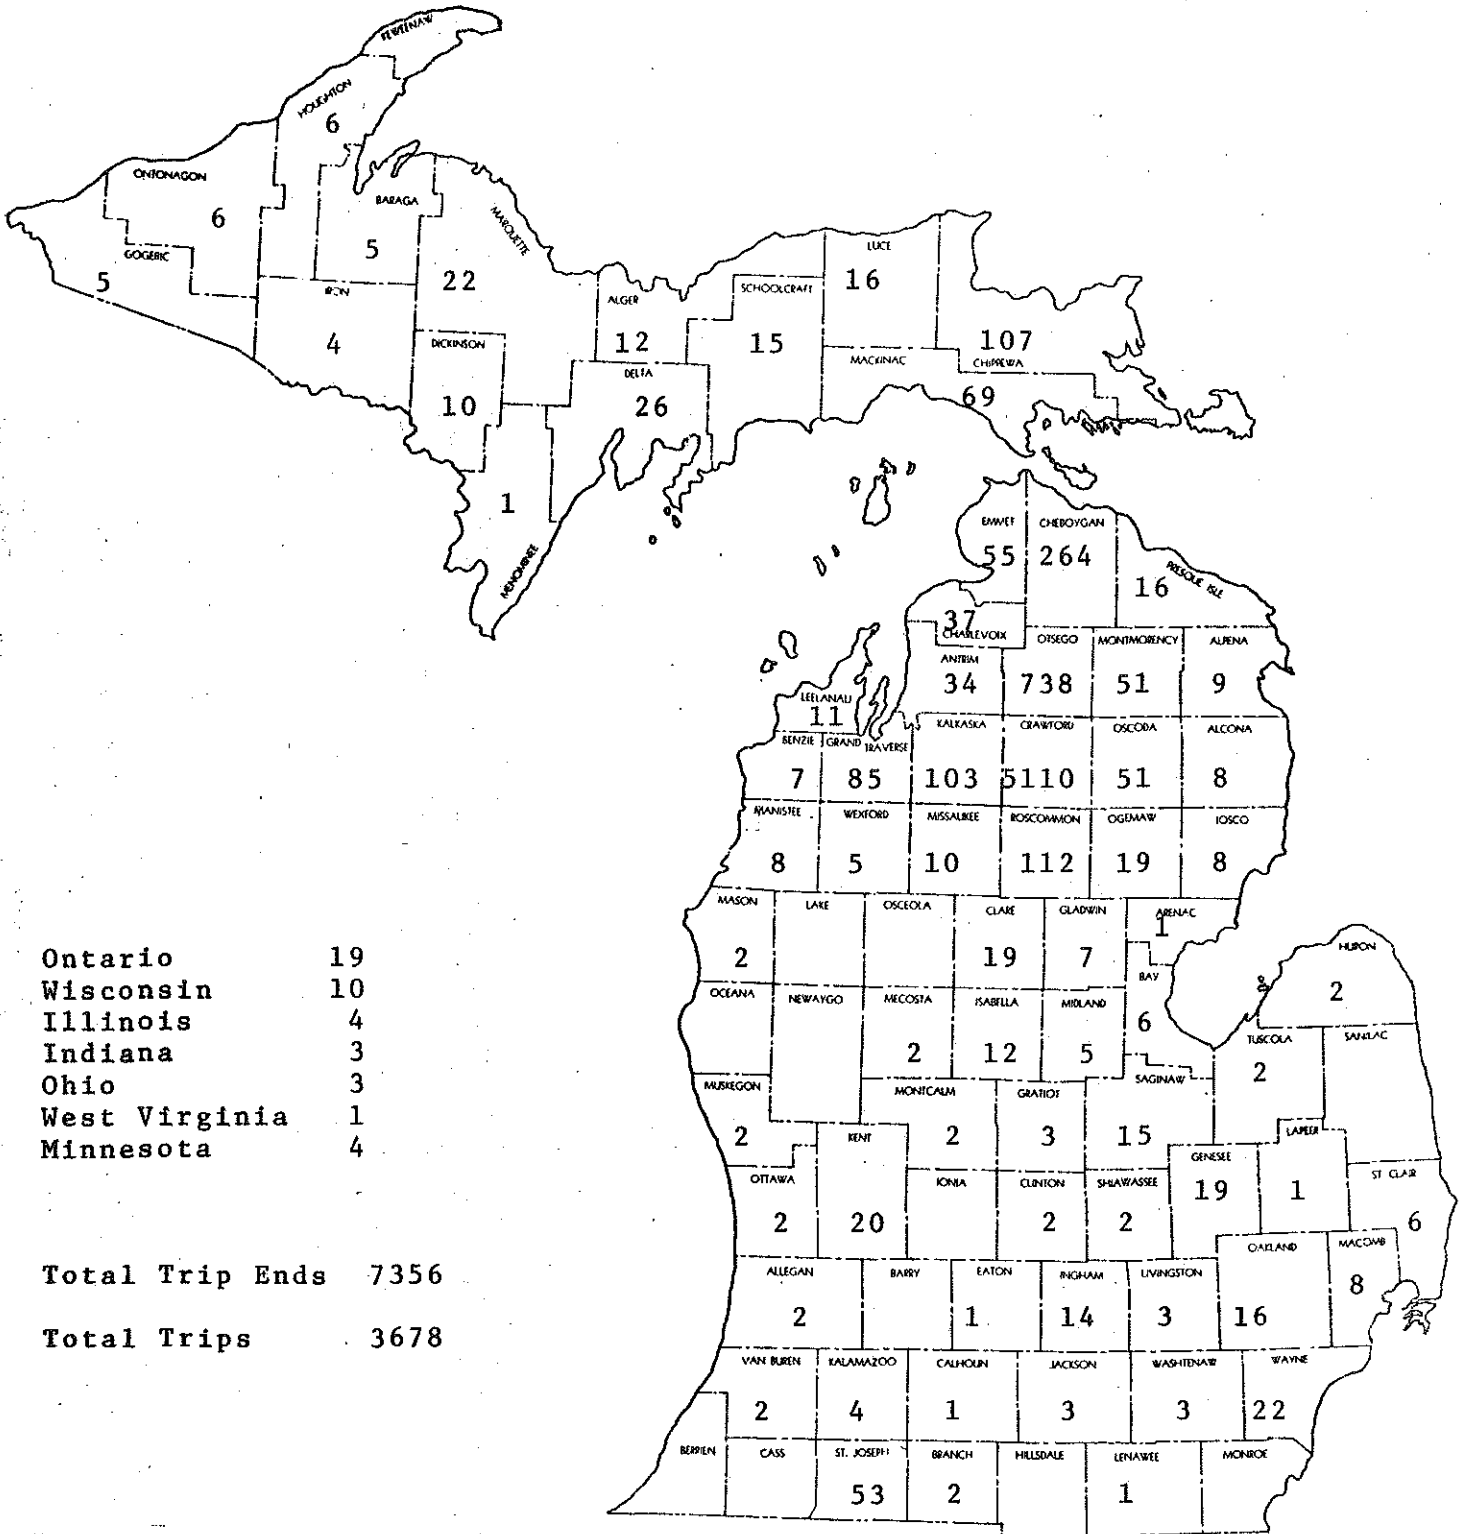 KEWEENAW
HOUGHTON
6
ONTONAGON
6
BARAGA
5
MARQUETTE
22
GOGEBIC
5
IRON
4
DICKINSON
10
ALGER
12
DELTA
26
SCHOOLCRAFT
15
LUCE
16
107
CHIPPEWA
MACKINAC
69
1
MENOMINEE
EMMET
55
CHEBOYGAN
264
PRESQUE ISLE
16
37
CHARLEVOIX
ANTRIM
34
OTSEGO
738
MONTMORENCY
51
ALPENA
9
LEELANAU
11
BENZIE
7
GRAND TRAVERSE
85
KALKASKA
103
CRAWFORD
5110
OSCODA
51
ALCONA
8
MANISTEE
8
WEXFORD
5
MISSAUKEE
10
ROSCOMMON
112
OGEMAW
19
IOSCO
8
MASON
2
LAKE
OSCEOLA
CLARE
19
GLADWIN
7
ARENAC
1
HURON
2
OCEANA
NEWAYGO
MECOSTA
2
ISABELLA
12
MIDLAND
5
BAY
6
TUSCOLA
2
SANILAC
MUSKEGON
2
MONTCALM
2
GRATIOT
3
SAGINAW
15
KENT
20
OTTAWA
2
IONIA
CLINTON
2
SHIAWASSEE
2
GENESEE
19
LAPEER
1
ST CLAIR
6
ALLEGAN
2
BARRY
EATON
1
INGHAM
14
LIVINGSTON
3
OAKLAND
16
MACOMB
8
VAN BUREN
2
KALAMAZOO
4
CALHOUN
1
JACKSON
3
WASHTENAW
3
WAYNE
22
BERRIEN
CASS
ST. JOSEPH
53
BRANCH
2
HILLSDALE
LENAWEE
1
MONROE
Ontario 19
Wisconsin 10
Illinois 4
Indiana 3
Ohio 3
West Virginia 1
Minnesota 4
Total Trip Ends 7356
Total Trips 3678